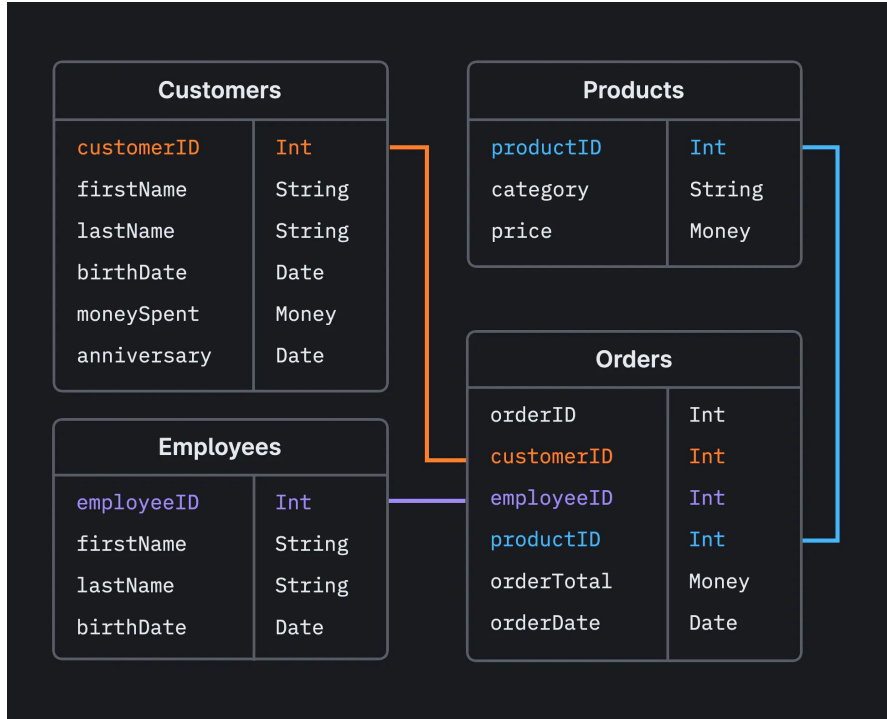 Customers
customerID Int
firstName String
lastName String
birthDate Date
moneySpent Money
anniversary Date
Products
productID Int
category String
price Money
Employees
employeeID Int
firstName String
lastName String
birthDate Date
Orders
orderID Int
customerID Int
employeeID Int
productID Int
orderTotal Money
orderDate Date